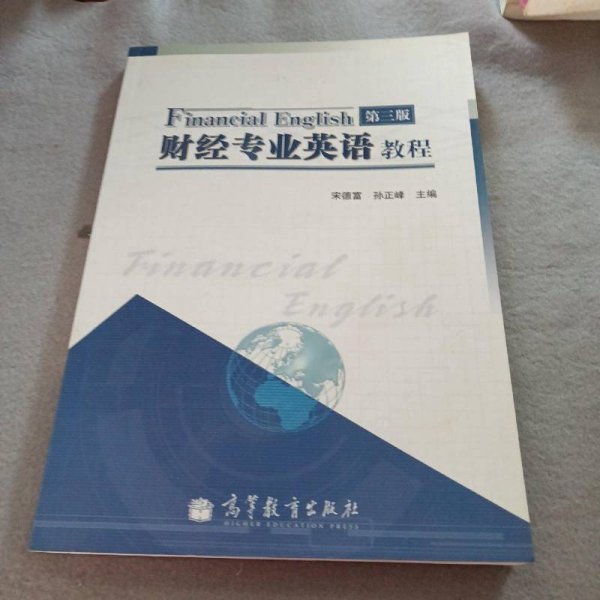 Financial English 第三版
财经专业英语 教程
宋德富 孙正峰 主编
Financial
English
高等教育出版社
HIGHER EDUCATION PRESS